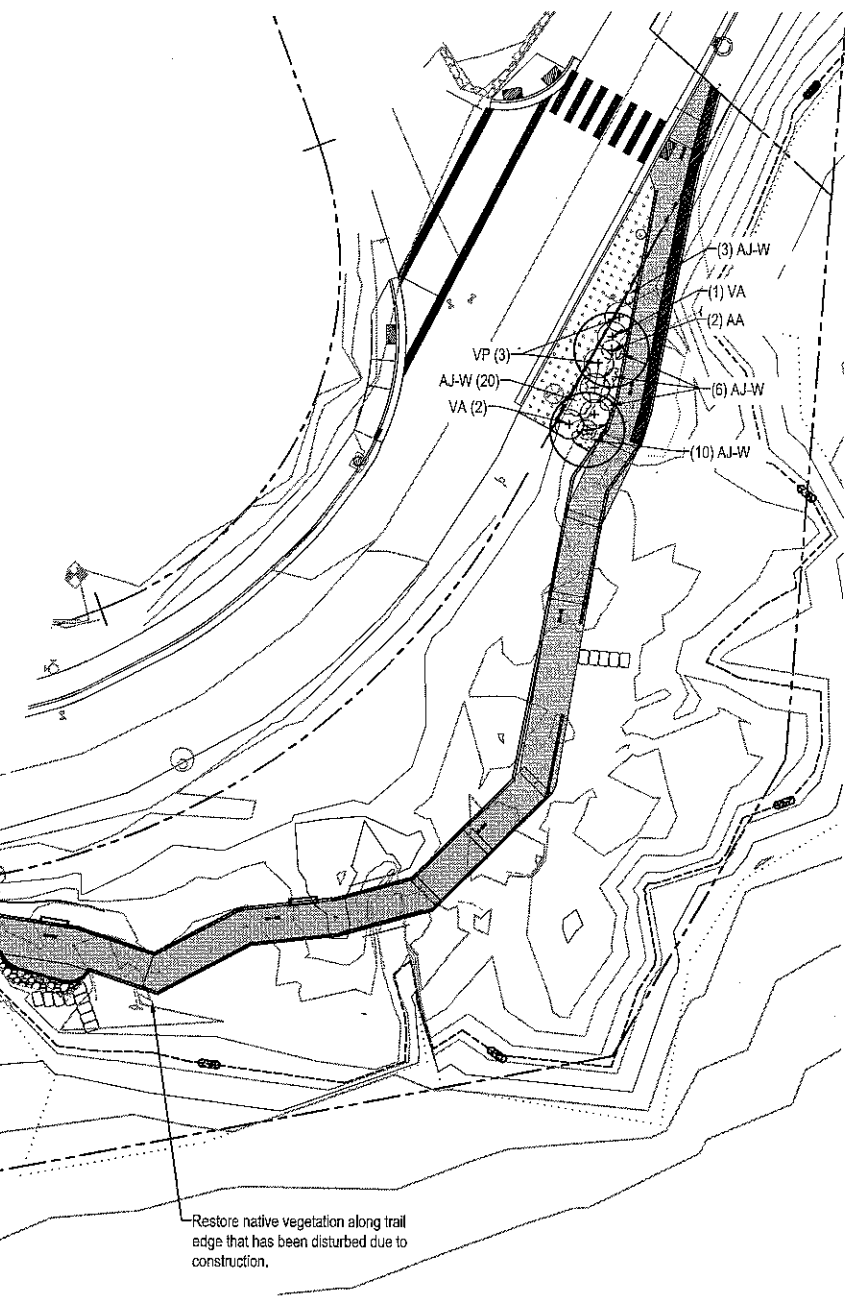 (3) AJ-W
(1) VA
(2) AA
VP (3)
AJ-W (20)
(6) AJ-W
VA (2)
(10) AJ-W
Restore native vegetation along trail
edge that has been disturbed due to
construction.